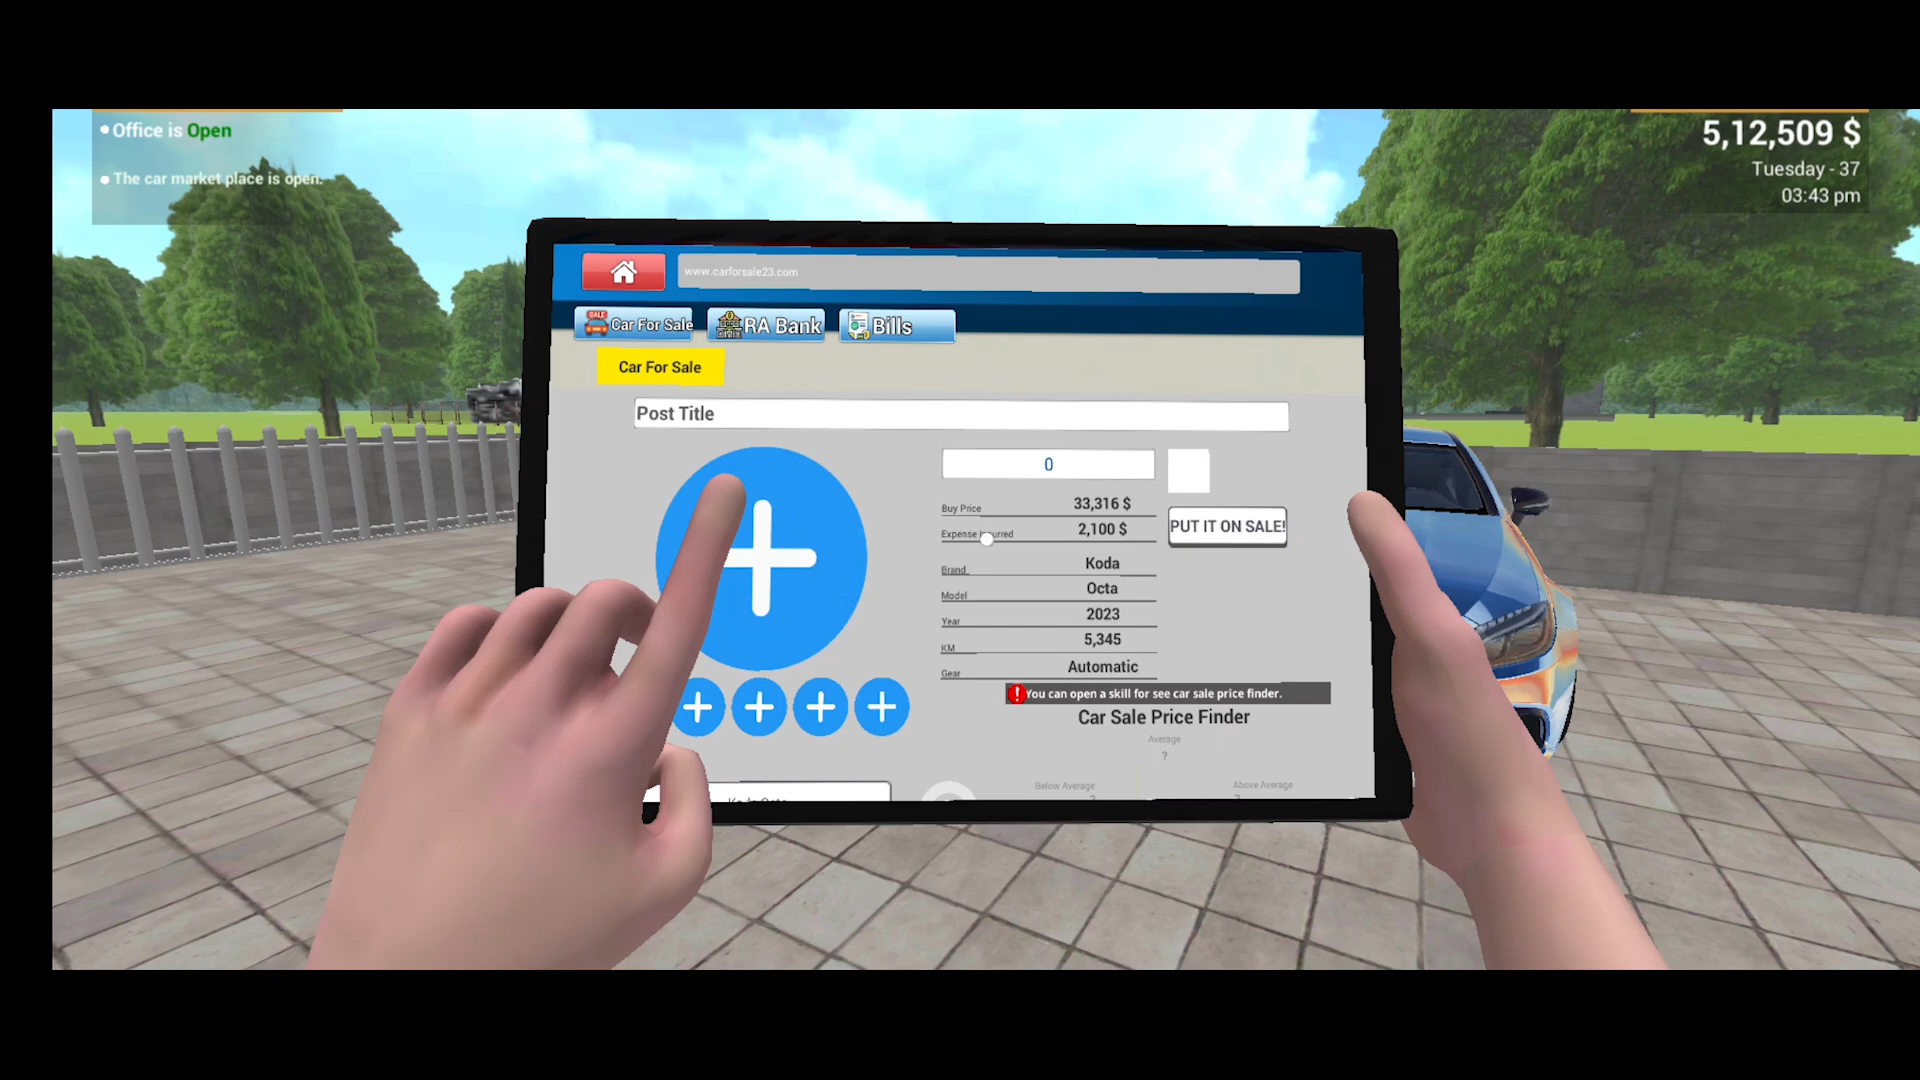 Office is Open
The car market place is open.
5,12,509 $
Tuesday - 37
03:43 pm
www.carforsale23.com
Car For Sale
RA Bank
Bills
Car For Sale
Post Title
0
Buy Price 33,316 $
Expense 2,100 $
PUT IT ON SALE!
Brand Koda
Model Octa
Year 2023
KM 5,345
Gear Automatic
You can open a skill for see car sale price finder.
Car Sale Price Finder
Average
?
Below Average
Above Average